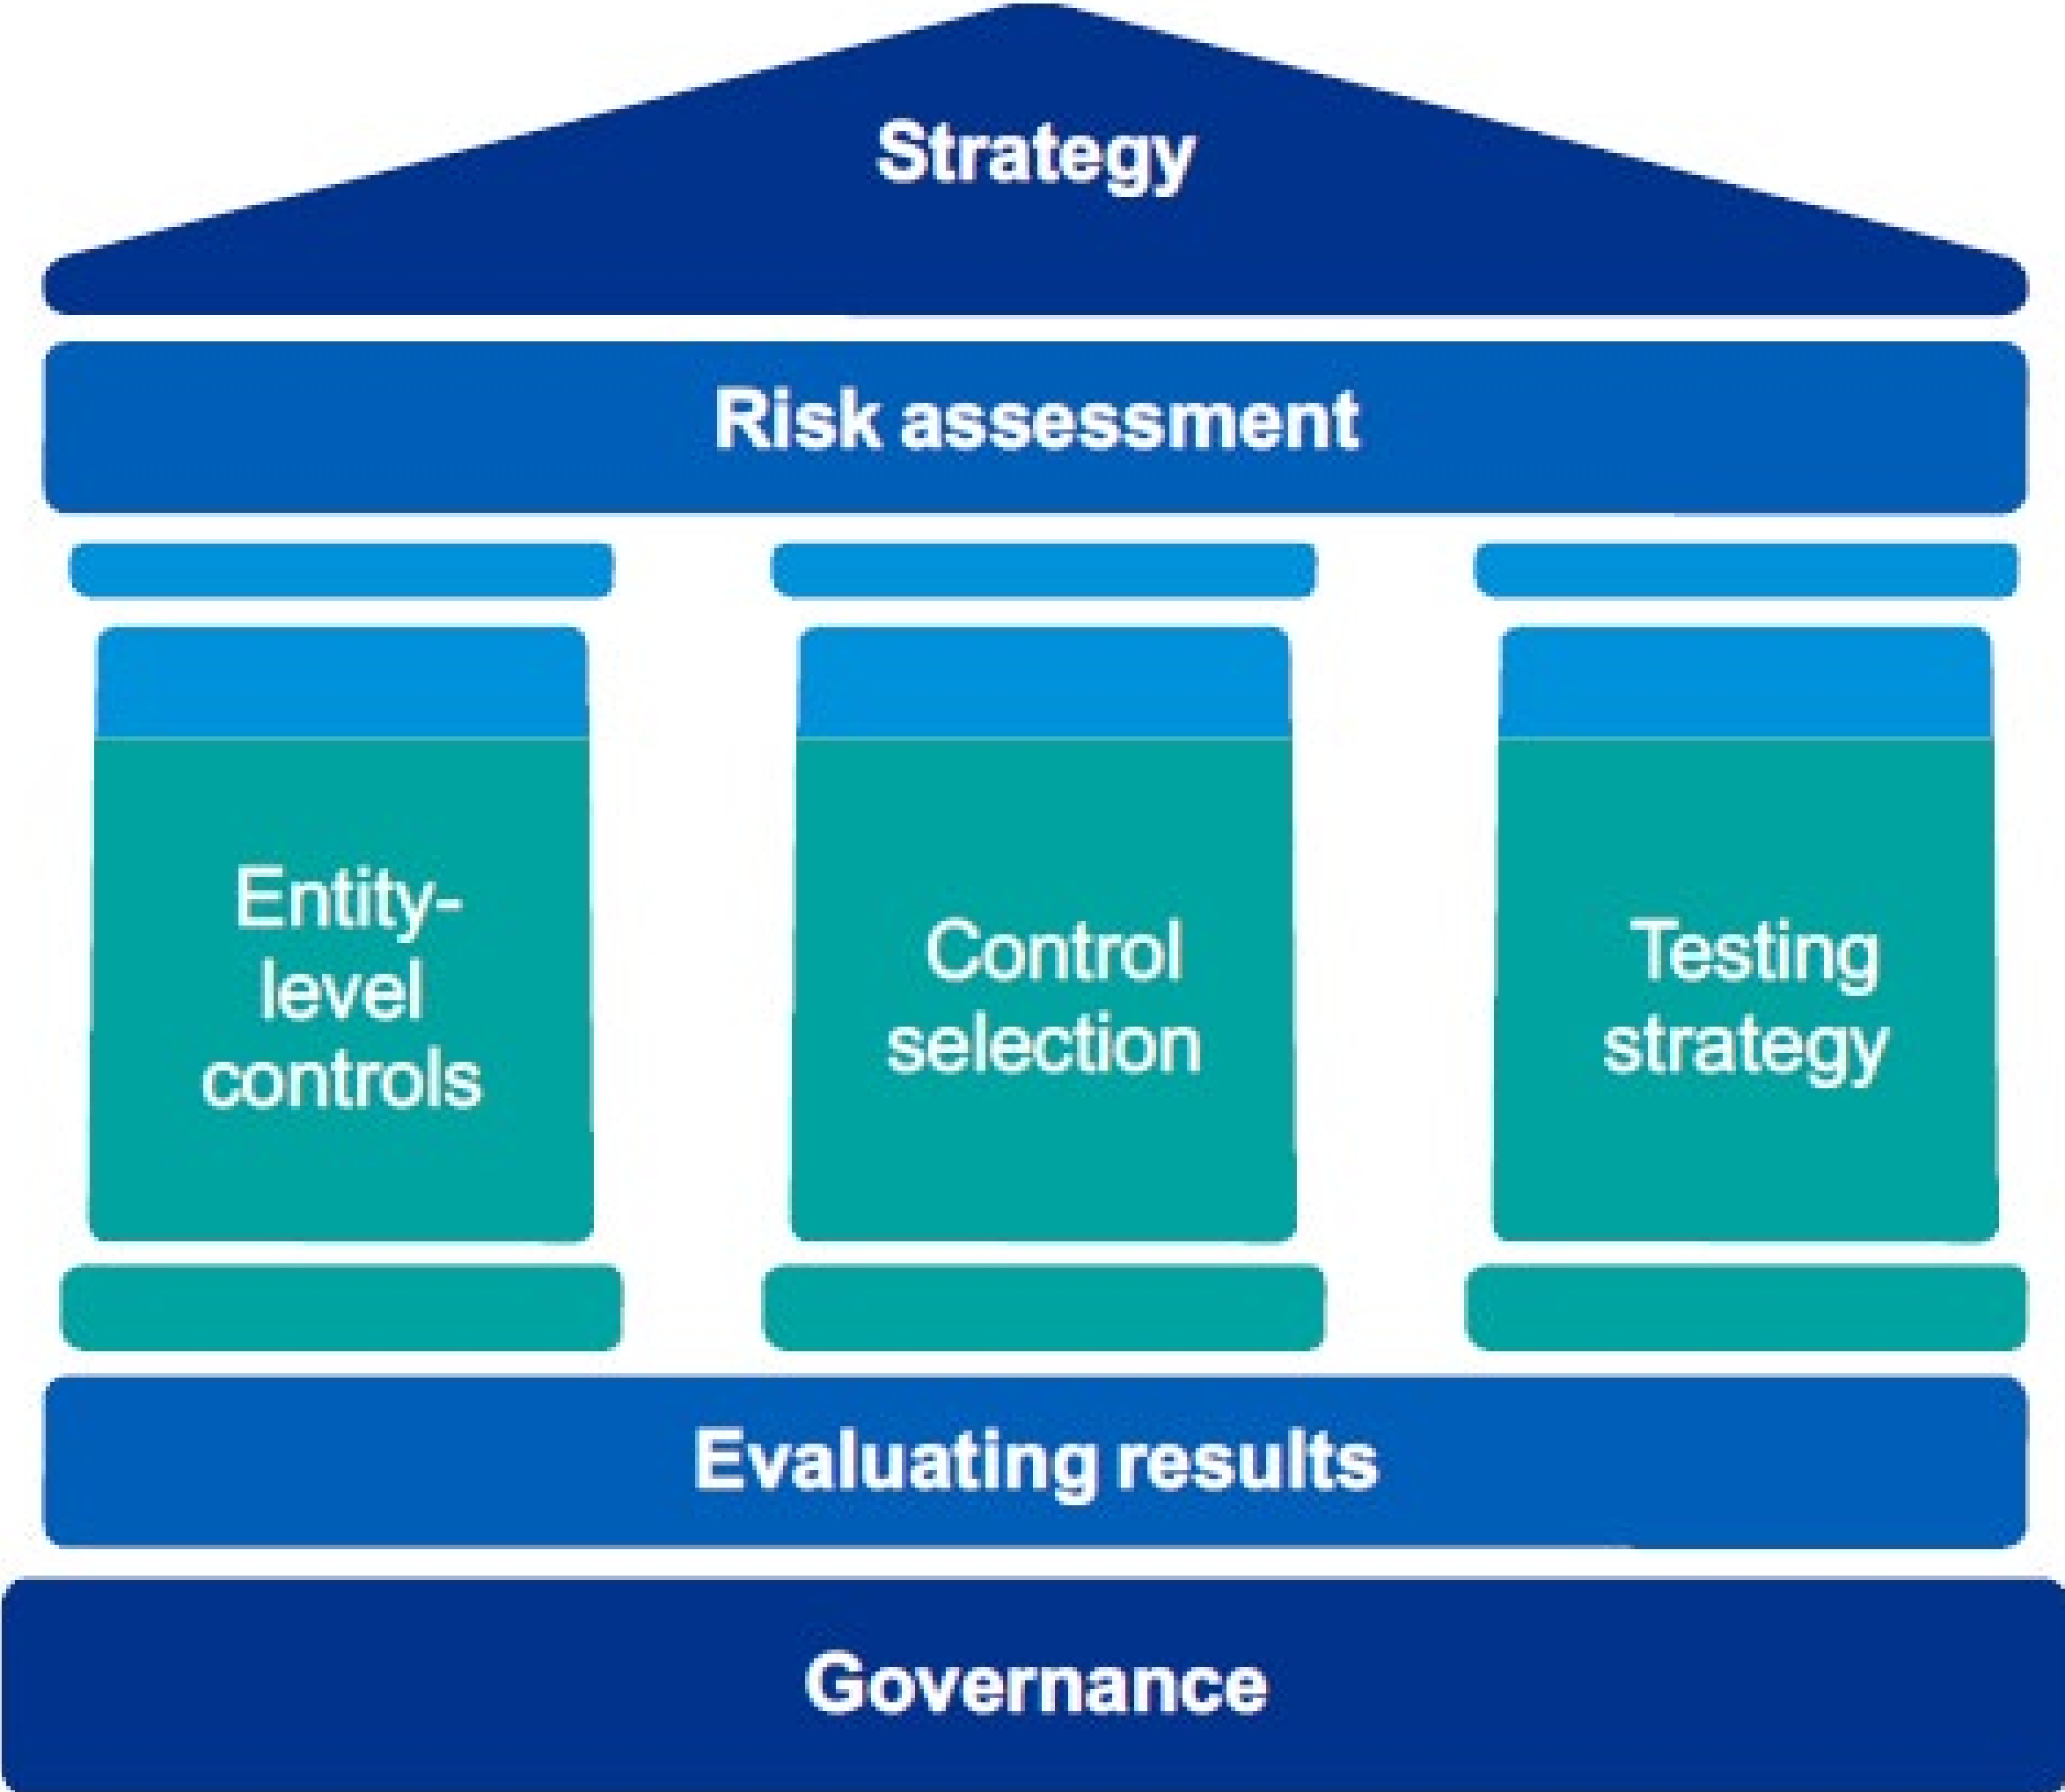 Strategy
Risk assessment
Entity-
level
controls
Control
selection
Testing
strategy
Evaluating results
Governance